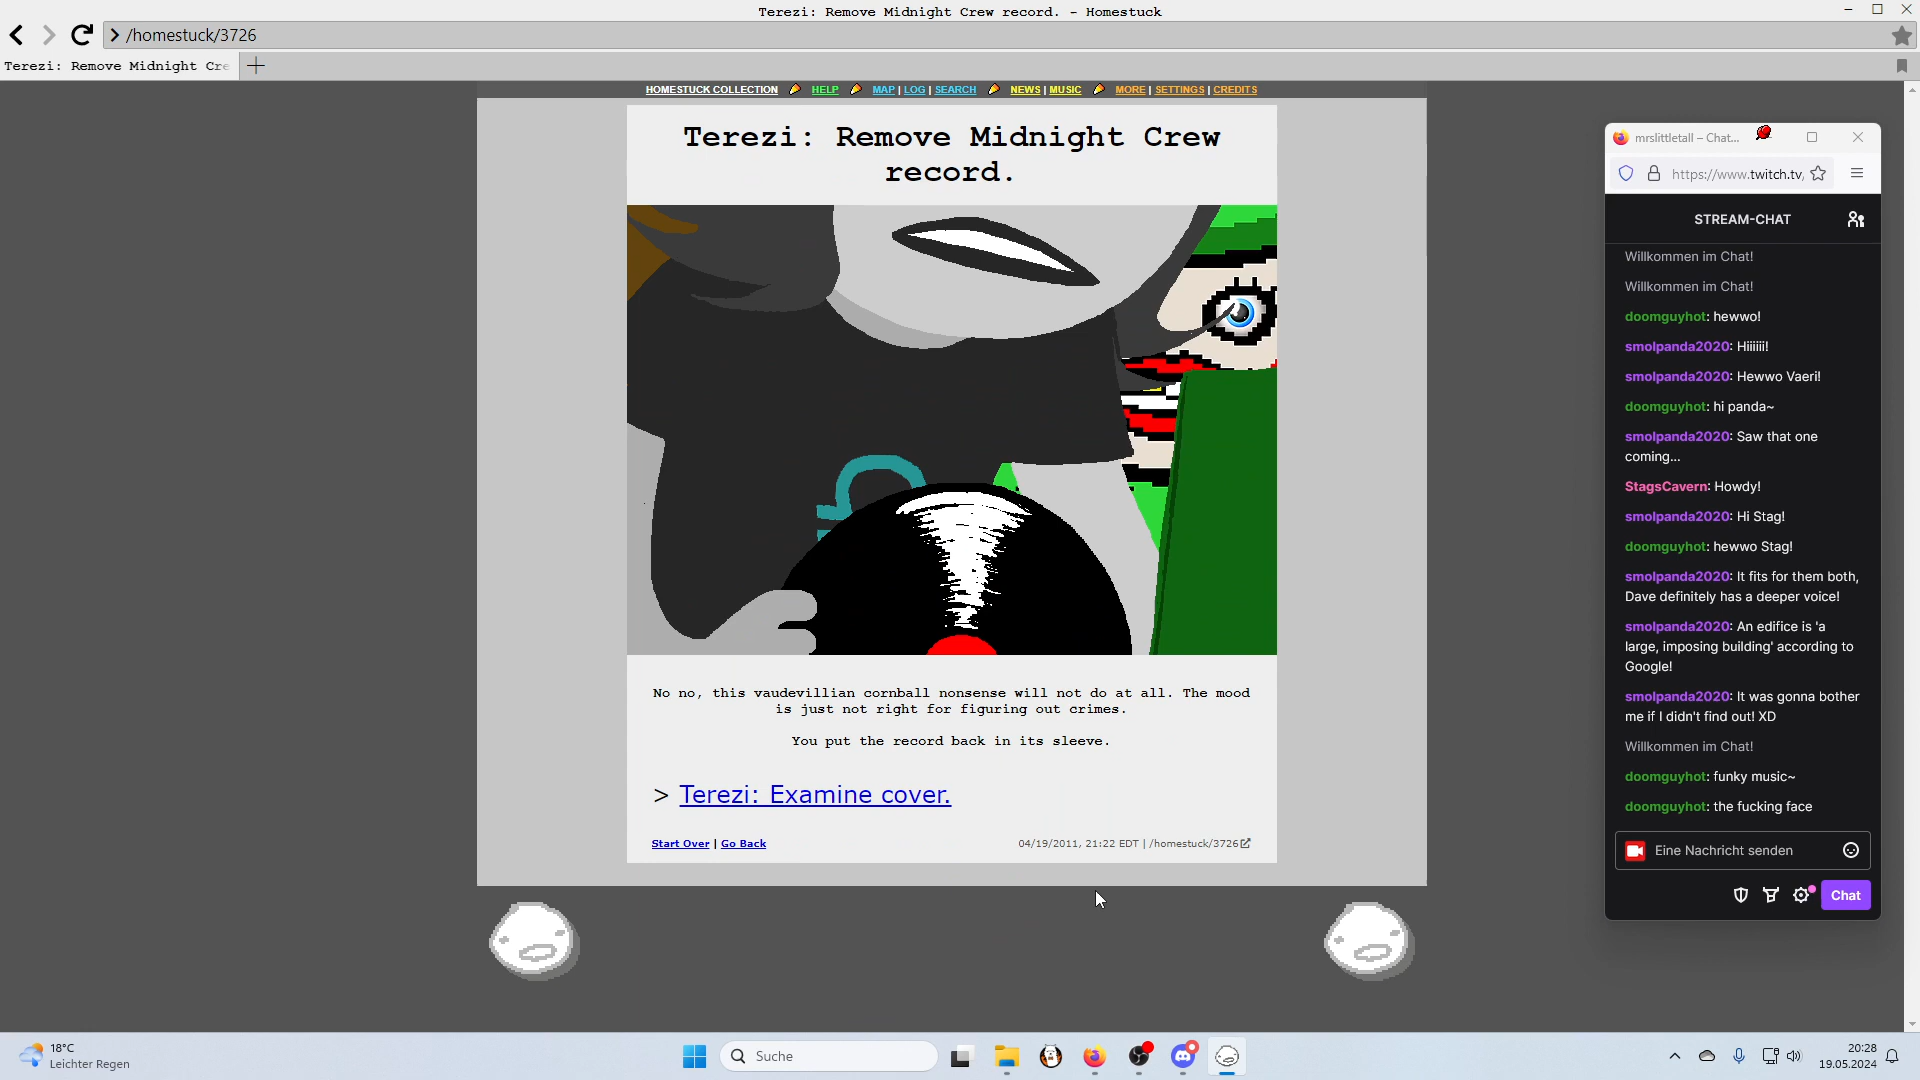 Terezi: Remove Midnight Crew record. - Homestuck
/homestuck/3726
Terezi: Remove Midnight Cre
HOMESTUCK COLLECTION HELP MAP | LOG | SEARCH NEWS | MUSIC MORE | SETTINGS | CREDITS
Terezi: Remove Midnight Crew
record.
No no, this vaudevillian cornball nonsense will not do at all. The mood
is just not right for figuring out crimes.
You put the record back in its sleeve.
> Terezi: Examine cover.
Start Over | Go Back
04/19/2011, 21:22 EDT | /homestuck/3726
mrslittletall – Chat...
https://www.twitch.tv
STREAM-CHAT
Willkommen im Chat!
Willkommen im Chat!
doomguyhot: hewwo!
smolpanda2020: Hiiiiii!
smolpanda2020: Hewwo Vaeri!
doomguyhot: hi panda~
smolpanda2020: Saw that one
coming...
StagsCavern: Howdy!
smolpanda2020: Hi Stag!
doomguyhot: hewwo Stag!
smolpanda2020: It fits for them both,
Dave definitely has a deeper voice!
smolpanda2020: An edifice is 'a
large, imposing building' according to
Google!
smolpanda2020: It was gonna bother
me if I didn't find out! XD
Willkommen im Chat!
doomguyhot: funky music~
doomguyhot: the fucking face
Eine Nachricht senden
Chat
18°C
Leichter Regen
Suche
20:28
19.05.2024